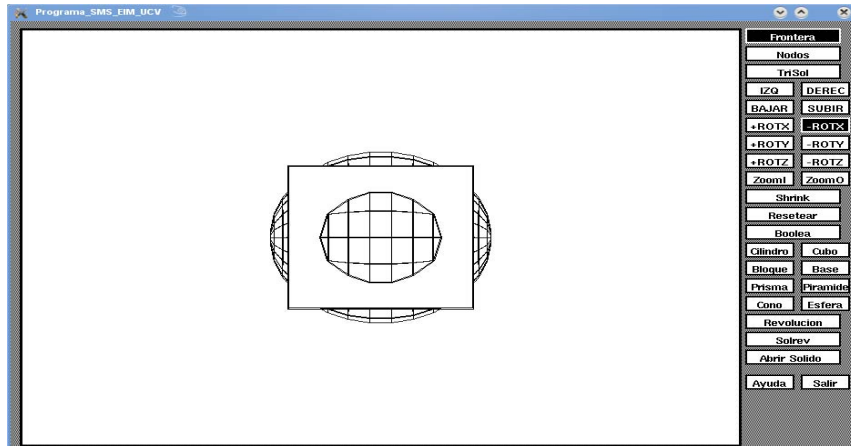 Programa_SMS_EIM_UCV
Frontera
Nodos
TriSol
IZQ DEREC
BAJAR SUBIR
+ROTX -ROTX
+ROTY -ROTY
+ROTZ -ROTZ
ZoomI ZoomO
Shrink
Resetear
Boolea
Cilindro Cubo
Bloque Base
Prisma Piramide
Cono Esfera
Revolucion
Solrev
Abrir Solido
Ayuda Salir